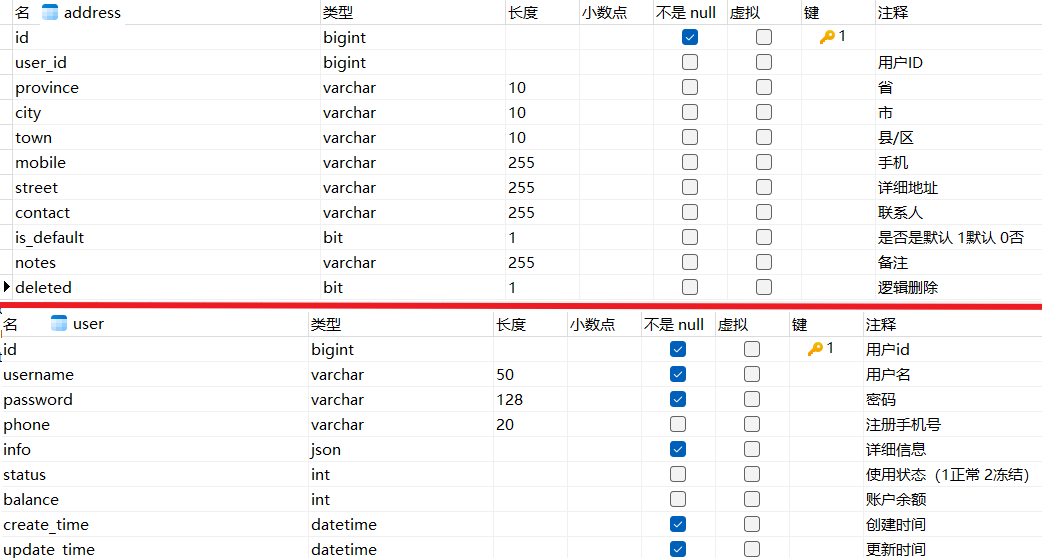 名 address 类型 长度 小数点 不是 null 虚拟 键 注释
id bigint 1
user_id bigint 用户ID
province varchar 10 省
city varchar 10 市
town varchar 10 县/区
mobile varchar 255 手机
street varchar 255 详细地址
contact varchar 255 联系人
is_default bit 1 是否是默认 1默认 0否
notes varchar 255 备注
deleted bit 1 逻辑删除
名 user 类型 长度 小数点 不是 null 虚拟 键 注释
id bigint 1 用户id
username varchar 50 用户名
password varchar 128 密码
phone varchar 20 注册手机号
info json 详细信息
status int 使用状态（1正常 2冻结）
balance int 账户余额
create_time datetime 创建时间
update_time datetime 更新时间